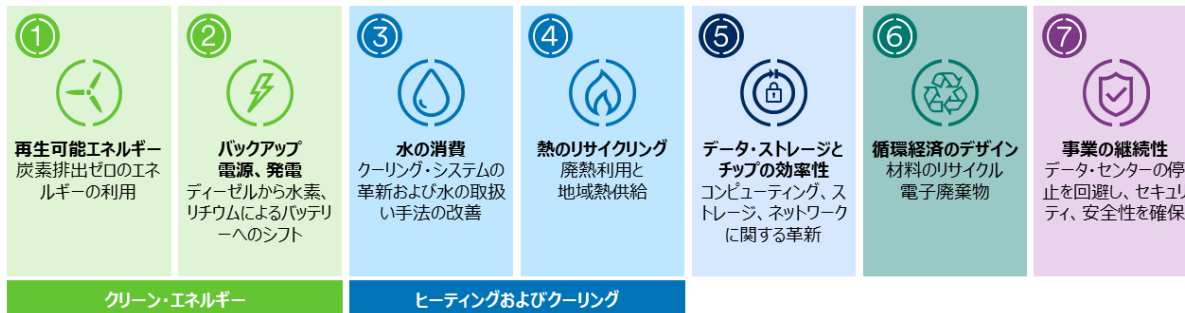 1
再生可能エネルギー
炭素排出ゼロのエネ
ルギーの利用
2
バックアップ
電源、発電
ディーゼルから水素、
リチウムによるバッテリ
ーへのシフト
クリーン・エネルギー
3
水の消費
クーリング・システムの
革新および水の取扱
い手法の改善
4
熱のリサイクリング
廃熱利用と
地域熱供給
ヒーティングおよびクーリング
5
データ・ストレージと
チップの効率性
コンピューティング、ス
トレージ、ネットワーク
に関する革新
6
循環経済のデザイン
材料のリサイクル
電子廃棄物
7
事業の継続性
データ・センターの停
止を回避し、セキュリ
ティ、安全性を確保